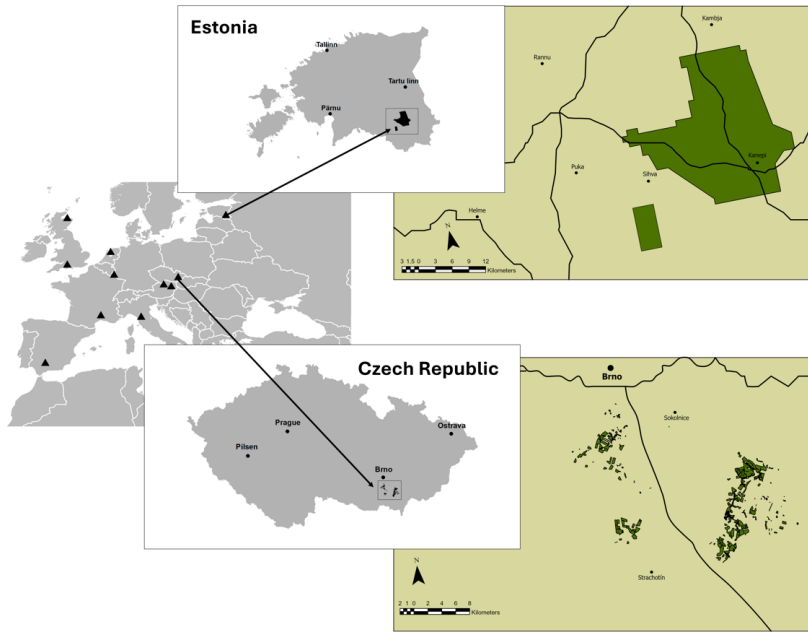 Estonia
Tallinn
Tartu linn
Pärnu
Kambja
Rannu
Kanepi
Puka
Sihva
Helme
N
3 1.5 0 3 6 9 12
Kilometers
Czech Republic
Prague
Ostrava
Pilsen
Brno
Brno
Sokolnice
Strachotín
N
2 1 0 2 4 6 8
Kilometers